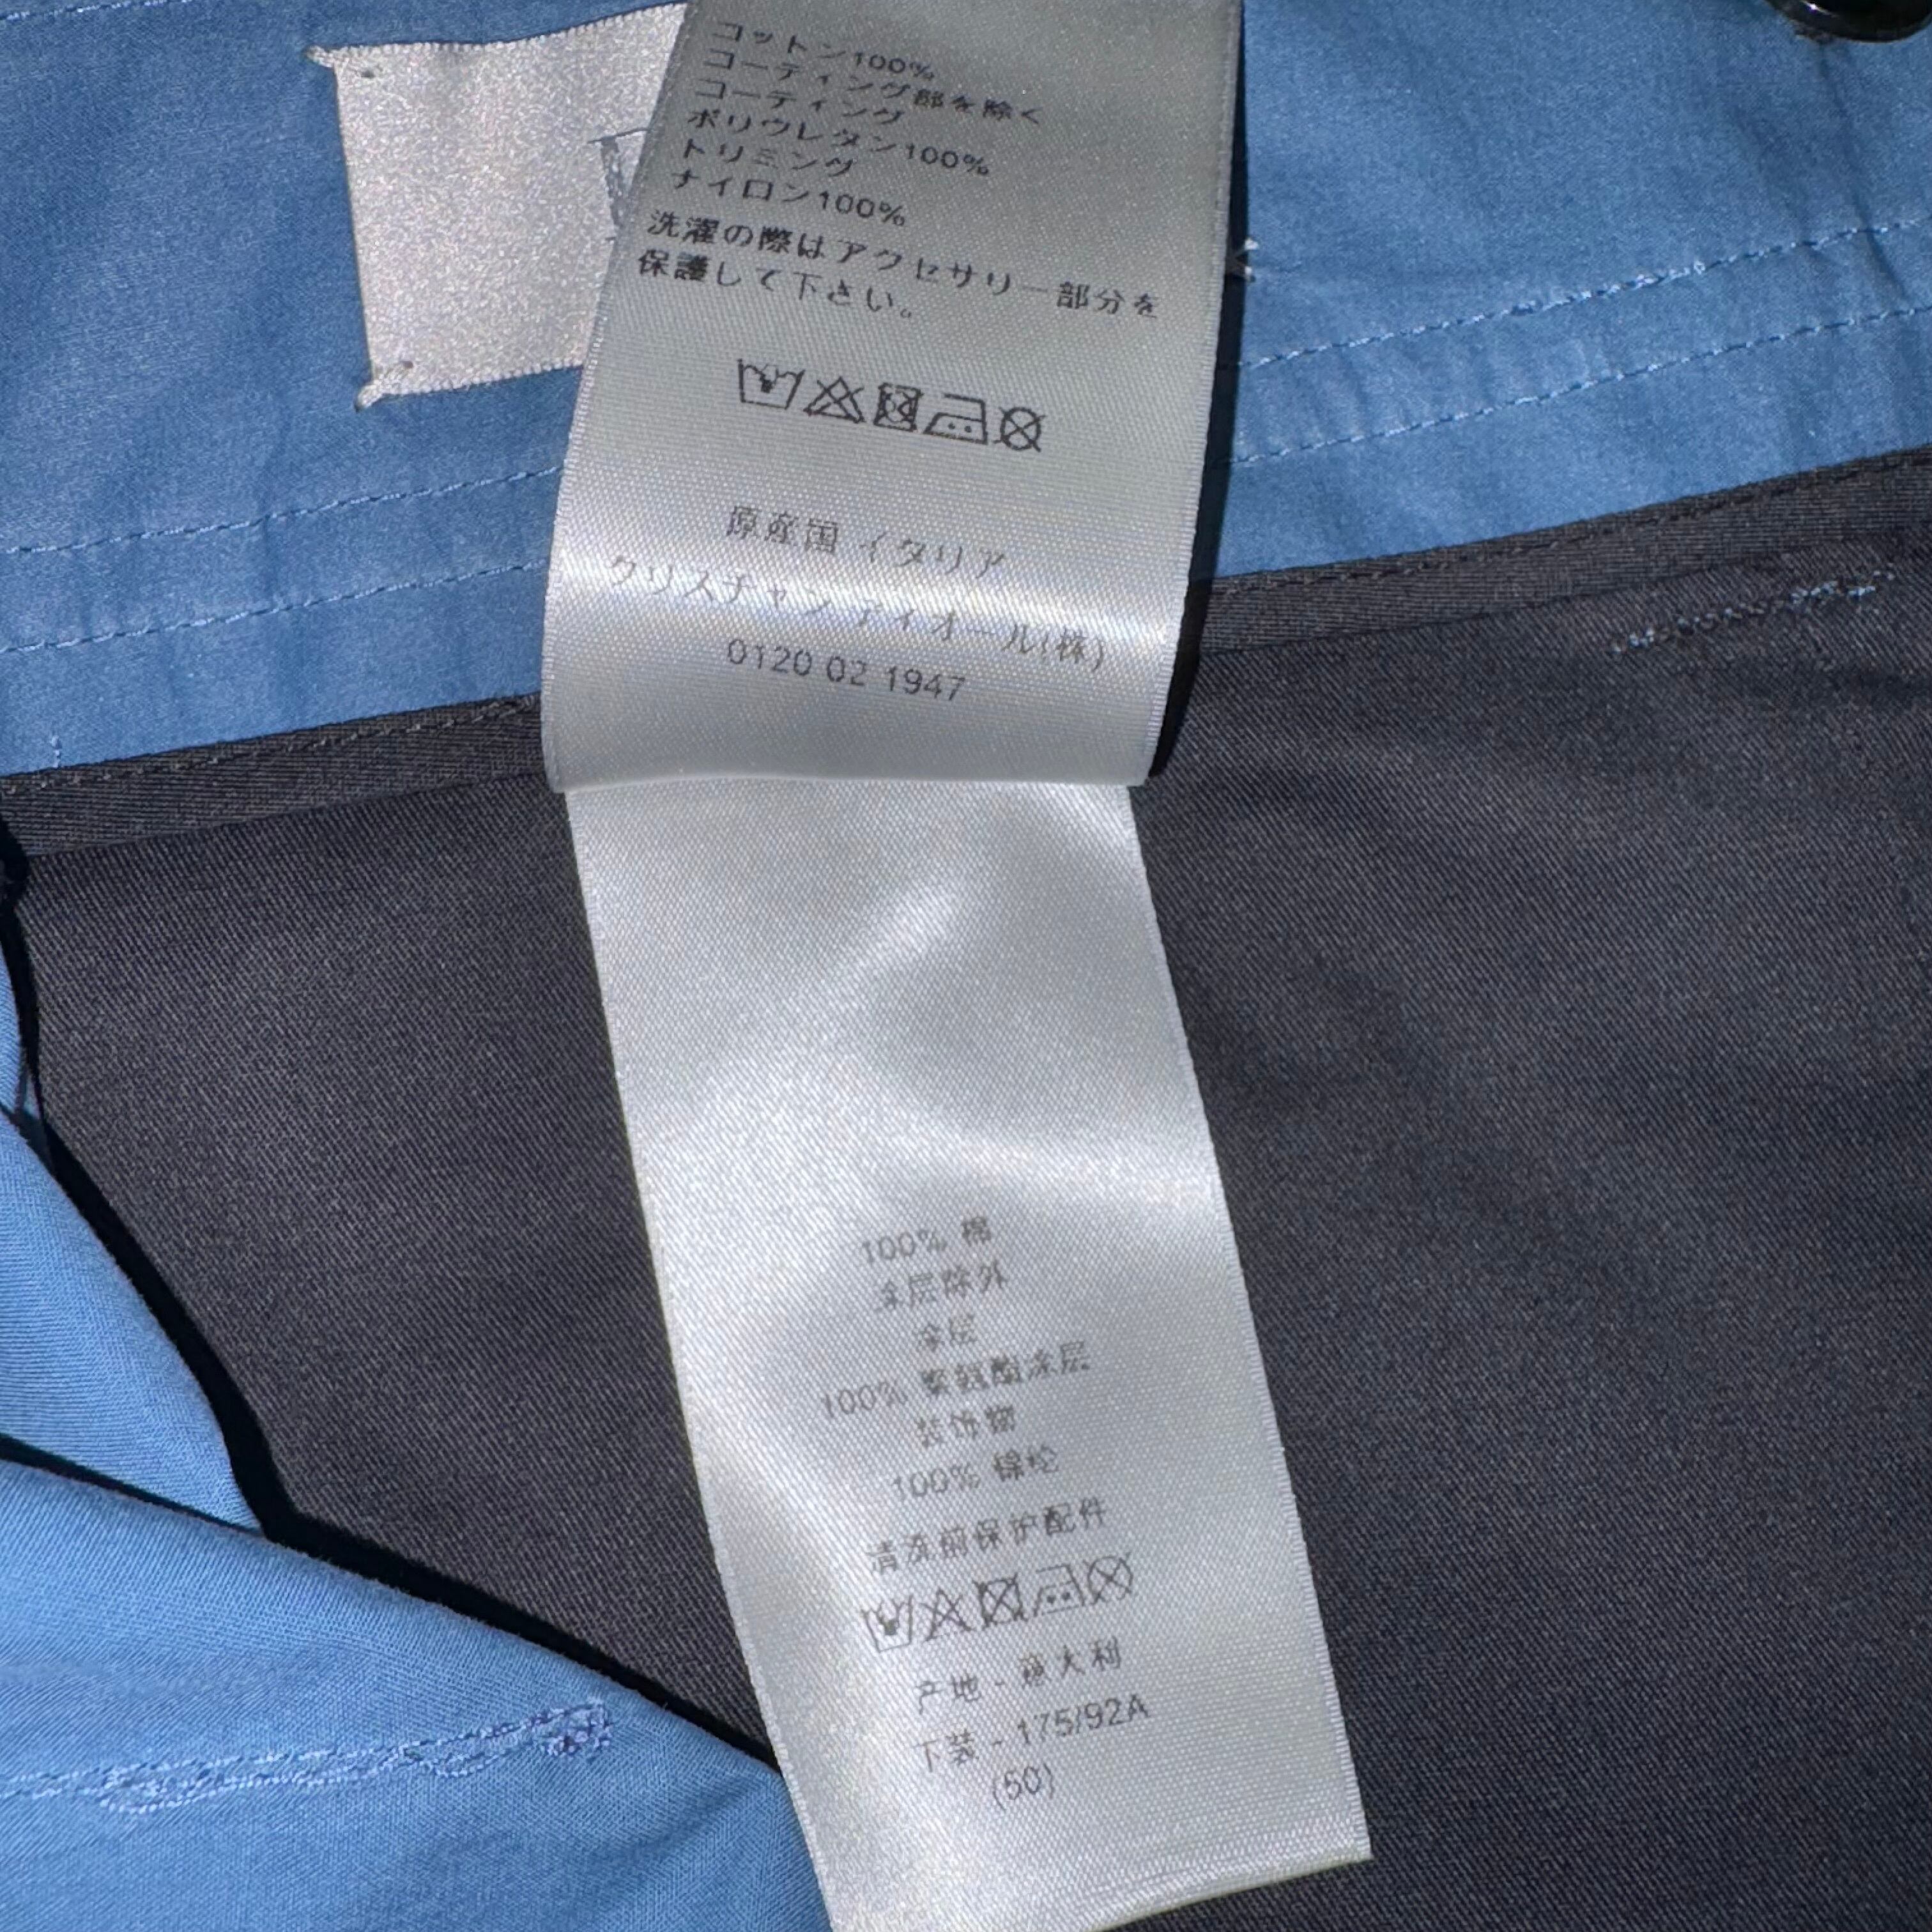 コットン100%
コーティング部を除く
コーティング
ポリウレタン100%
トリミング
ナイロン100%
洗濯の際はアクセサリー部分を
保護して下さい。
原産国 イタリア
クリスチャン ディオール(株)
0120 02 1947
100% 棉
涂层除外
涂层
100% 聚氨酯涂层
装饰物
100% 锦纶
清洗前保护配件
产地 - 意大利
下装 - 175/92A
(50)